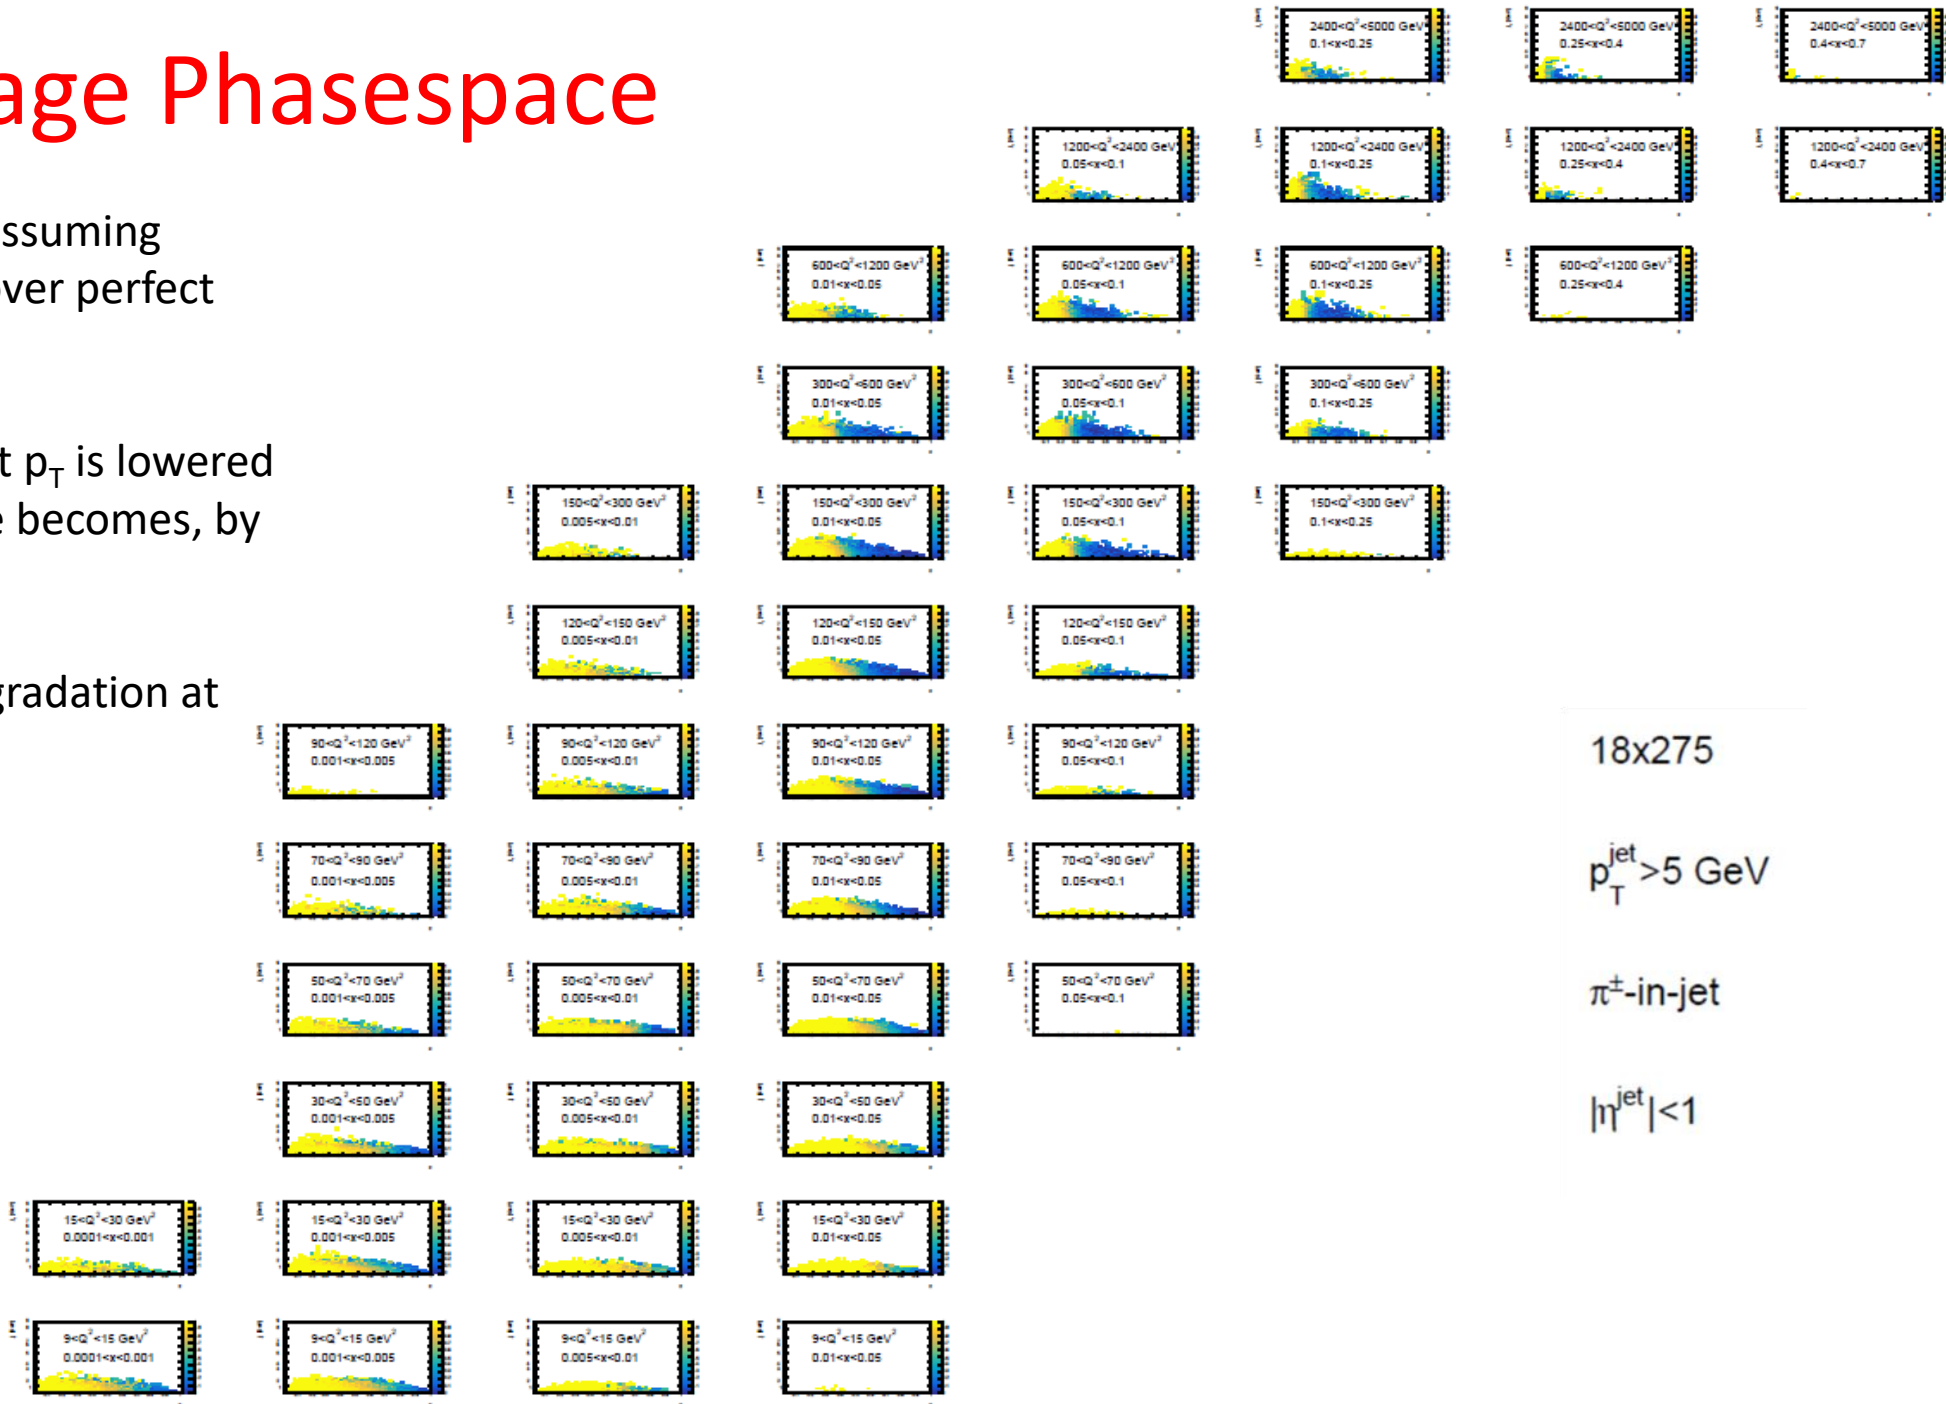 age Phasespace
ssuming
over perfect
t pT is lowered
e becomes, by
gradation at
2400<Q²<5000 GeV
0.1<x<0.25
2400<Q²<5000 GeV
0.25<x<0.4
2400<Q²<5000 GeV
0.4<x<0.7
1200<Q²<2400 GeV
0.05<x<0.1
1200<Q²<2400 GeV
0.1<x<0.25
1200<Q²<2400 GeV
0.25<x<0.4
1200<Q²<2400 GeV
0.4<x<0.7
600<Q²<1200 GeV²
0.01<x<0.05
600<Q²<1200 GeV²
0.05<x<0.1
600<Q²<1200 GeV²
0.1<x<0.25
600<Q²<1200 GeV²
0.25<x<0.4
300<Q²<600 GeV²
0.01<x<0.05
300<Q²<600 GeV²
0.05<x<0.1
300<Q²<600 GeV²
0.1<x<0.25
150<Q²<300 GeV²
0.005<x<0.01
150<Q²<300 GeV²
0.01<x<0.05
150<Q²<300 GeV²
0.05<x<0.1
150<Q²<300 GeV²
0.1<x<0.25
120<Q²<150 GeV²
0.005<x<0.01
120<Q²<150 GeV²
0.01<x<0.05
120<Q²<150 GeV²
0.05<x<0.1
90<Q²<120 GeV²
0.001<x<0.005
90<Q²<120 GeV²
0.005<x<0.01
90<Q²<120 GeV²
0.01<x<0.05
90<Q²<120 GeV²
0.05<x<0.1
70<Q²<90 GeV²
0.001<x<0.005
70<Q²<90 GeV²
0.005<x<0.01
70<Q²<90 GeV²
0.01<x<0.05
70<Q²<90 GeV²
0.05<x<0.1
50<Q²<70 GeV²
0.001<x<0.005
50<Q²<70 GeV²
0.005<x<0.01
50<Q²<70 GeV²
0.01<x<0.05
50<Q²<70 GeV²
0.05<x<0.1
30<Q²<50 GeV²
0.001<x<0.005
30<Q²<50 GeV²
0.005<x<0.01
30<Q²<50 GeV²
0.01<x<0.05
15<Q²<30 GeV²
0.0001<x<0.001
15<Q²<30 GeV²
0.001<x<0.005
15<Q²<30 GeV²
0.005<x<0.01
15<Q²<30 GeV²
0.01<x<0.05
9<Q²<15 GeV²
0.0001<x<0.001
9<Q²<15 GeV²
0.001<x<0.005
9<Q²<15 GeV²
0.005<x<0.01
9<Q²<15 GeV²
0.01<x<0.05
18x275
p_T^jet>5 GeV
π±-in-jet
|η^jet|<1